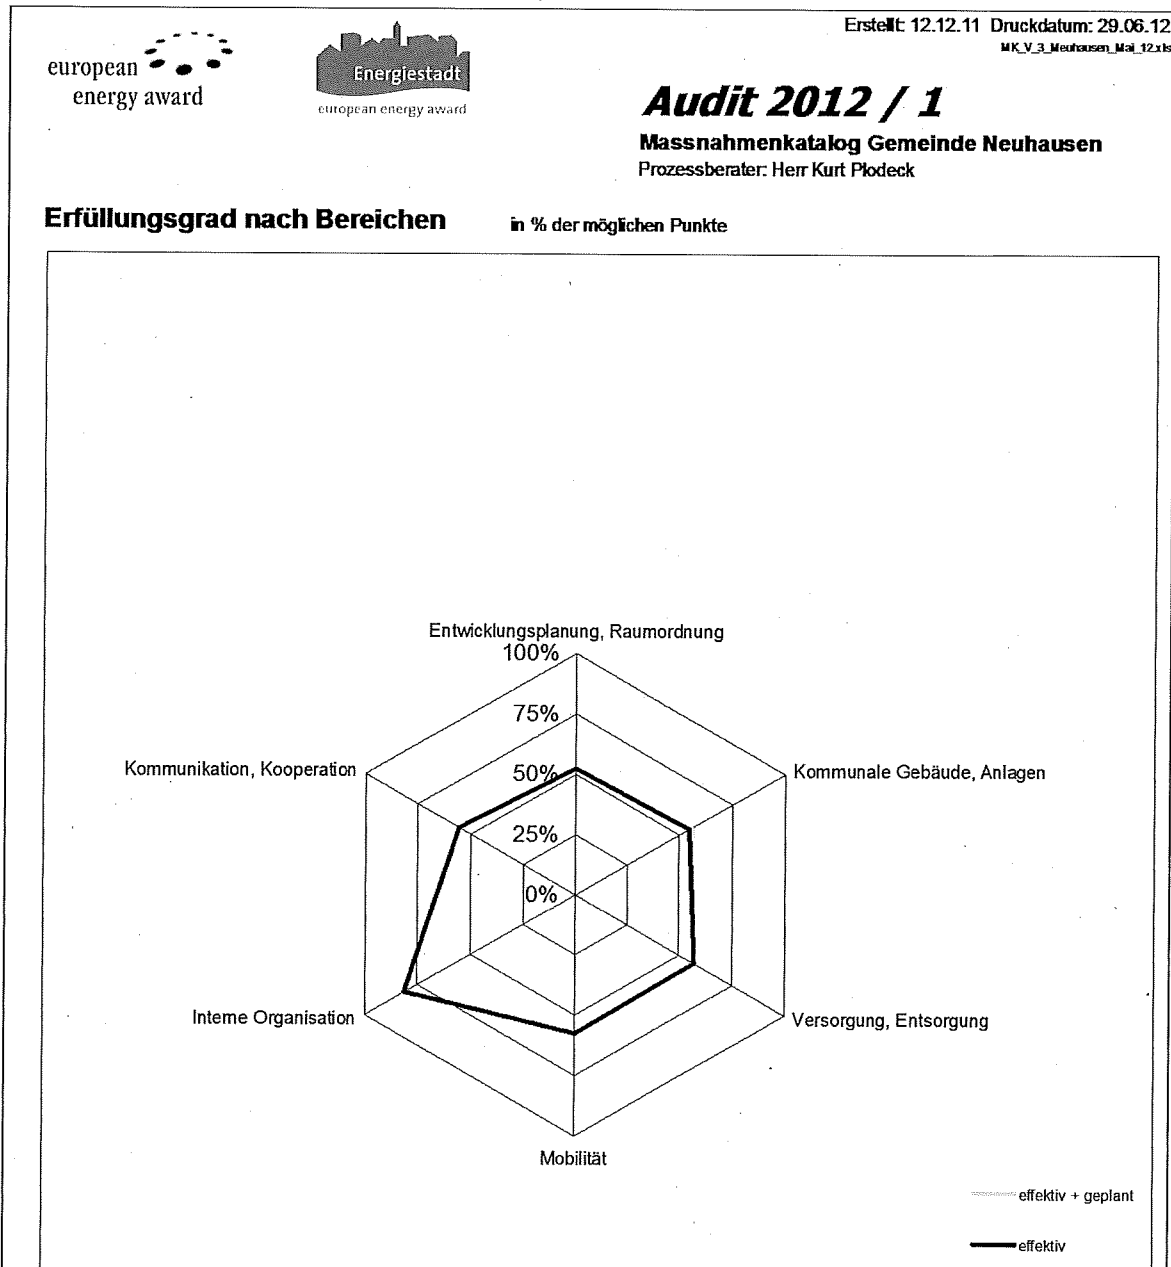 Erstellt: 12.12.11 Druckdatum: 29.06.12
MK_V_3_Neuhausen_Mai_12.xls
european
energy award
Energiestadt
european energy award
Audit 2012 / 1
Massnahmenkatalog Gemeinde Neuhausen
Prozessberater: Herr Kurt Plodeck
Erfüllungsgrad nach Bereichen in % der möglichen Punkte
Entwicklungsplanung, Raumordnung
100%
75%
Kommunikation, Kooperation
50%
Kommunale Gebäude, Anlagen
25%
0%
Interne Organisation
Versorgung, Entsorgung
Mobilität
effektiv + geplant
effektiv